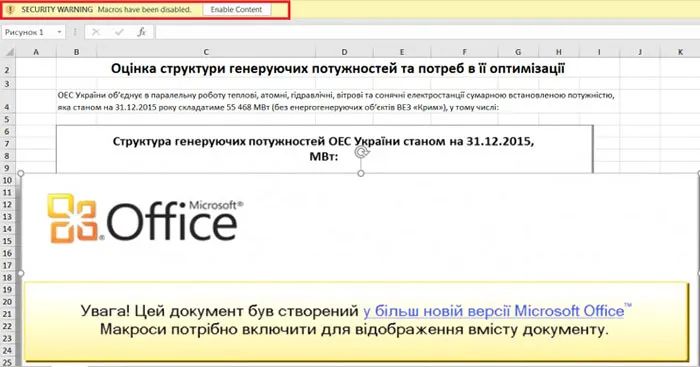 SECURITY WARNING Macros have been disabled. Enable Content
Рисунок 1
fx
A B C D E F G H I J K
2 Оцінка структури генеруючих потужностей та потреб в її оптимізації
3
4 ОЕС України об'єднує в паралельну роботу теплові, атомні, гідравлічні, вітрові та сонячні електростанції сумарною встановленою потужністю,
яка станом на 31.12.2015 року складатиме 55 468 МВт (без енергогенеруючих об'єктів ВЕЗ «Крим»), у тому числі:
5
6
7 Структура генеруючих потужностей ОЕС України станом на 31.12.2015,
8 МВт:
9
10
11
12 Microsoft®
13 Office
14
15
16
17
18
19
20
21 Увага! Цей документ був створений у більш новій версії Microsoft Office™
22 Макроси потрібно включити для відображення вмісту документу.
23
24
25